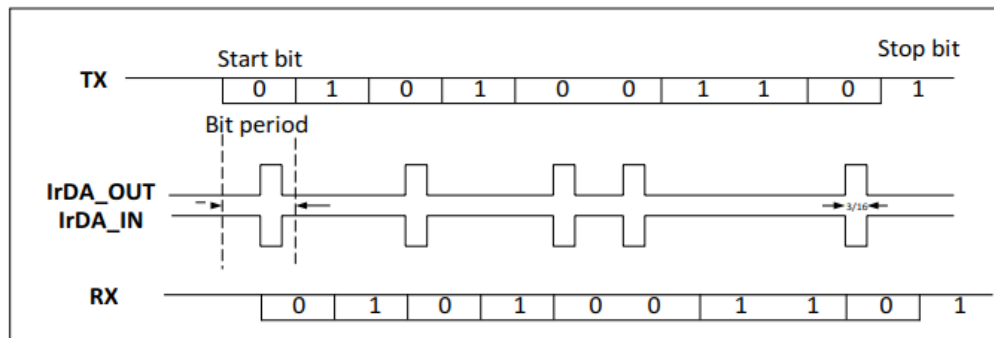 Start bit
Stop bit
TX
0 1 0 1 0 0 1 1 0 1
Bit period
IrDA_OUT
IrDA_IN
3/16
RX
0 1 0 1 0 0 1 1 0 1